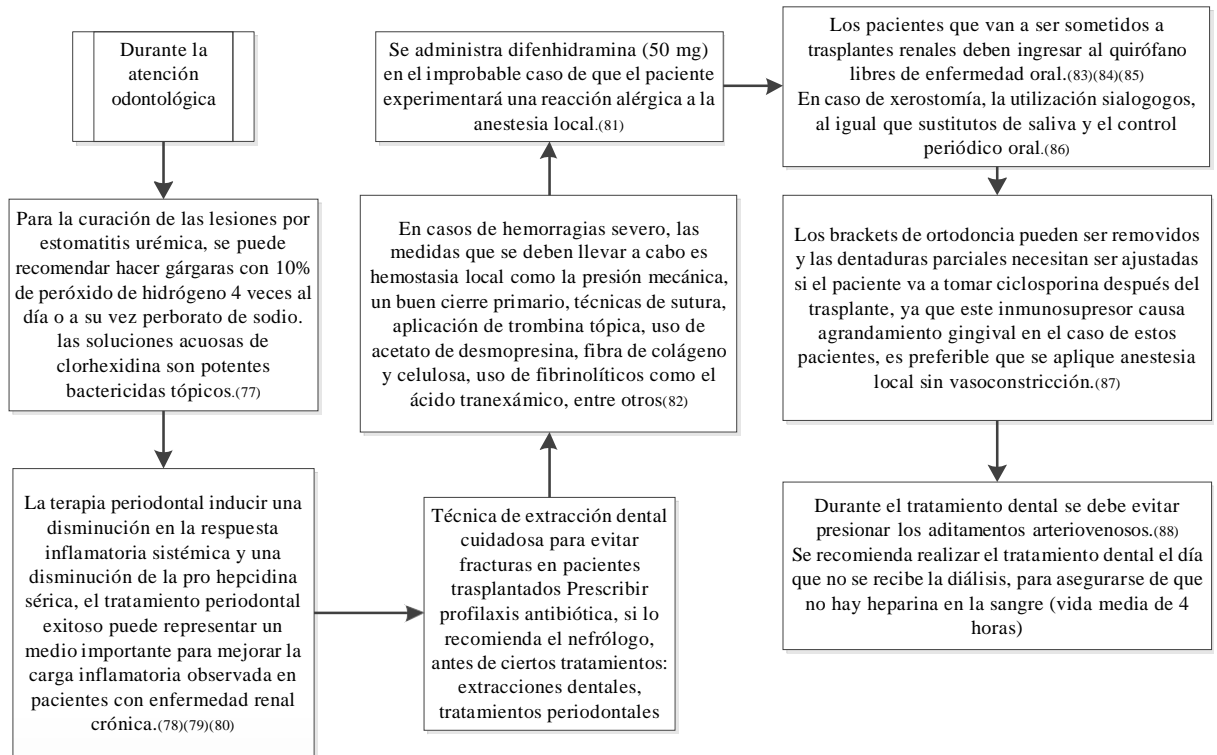 Durante la
atención
odontológica
Para la curación de las lesiones por
estomatitis urémica, se puede
recomendar hacer gárgaras con 10%
de peróxido de hidrógeno 4 veces al
día o a su vez perborato de sodio.
las soluciones acuosas de
clorhexidina son potentes
bactericidas tópicos.(77)
La terapia periodontal inducir una
disminución en la respuesta
inflamatoria sistémica y una
disminución de la pro hepcidina
sérica, el tratamiento periodontal
exitoso puede representar un
medio importante para mejorar la
carga inflamatoria observada en
pacientes con enfermedad renal
crónica.(78)(79)(80)
Técnica de extracción dental
cuidadosa para evitar
fracturas en pacientes
trasplantados Prescribir
profilaxis antibiótica, si lo
recomienda el nefrólogo,
antes de ciertos tratamientos:
extracciones dentales,
tratamientos periodontales
En casos de hemorragias severo, las
medidas que se deben llevar a cabo es
hemostasia local como la presión mecánica,
un buen cierre primario, técnicas de sutura,
aplicación de trombina tópica, uso de
acetato de desmopresina, fibra de colágeno
y celulosa, uso de fibrinolíticos como el
ácido tranexámico, entre otros(82)
Se administra difenhidramina (50 mg)
en el improbable caso de que el paciente
experimentará una reacción alérgica a la
anestesia local.(81)
Los pacientes que van a ser sometidos a
trasplantes renales deben ingresar al quirófano
libres de enfermedad oral.(83)(84)(85)
En caso de xerostomía, la utilización sialogogos,
al igual que sustitutos de saliva y el control
periódico oral.(86)
Los brackets de ortodoncia pueden ser removidos
y las dentaduras parciales necesitan ser ajustadas
si el paciente va a tomar ciclosporina después del
trasplante, ya que este inmunosupresor causa
agrandamiento gingival en el caso de estos
pacientes, es preferible que se aplique anestesia
local sin vasoconstricción.(87)
Durante el tratamiento dental se debe evitar
presionar los aditamentos arteriovenosos.(88)
Se recomienda realizar el tratamiento dental el día
que no se recibe la diálisis, para asegurarse de que
no hay heparina en la sangre (vida media de 4
horas)